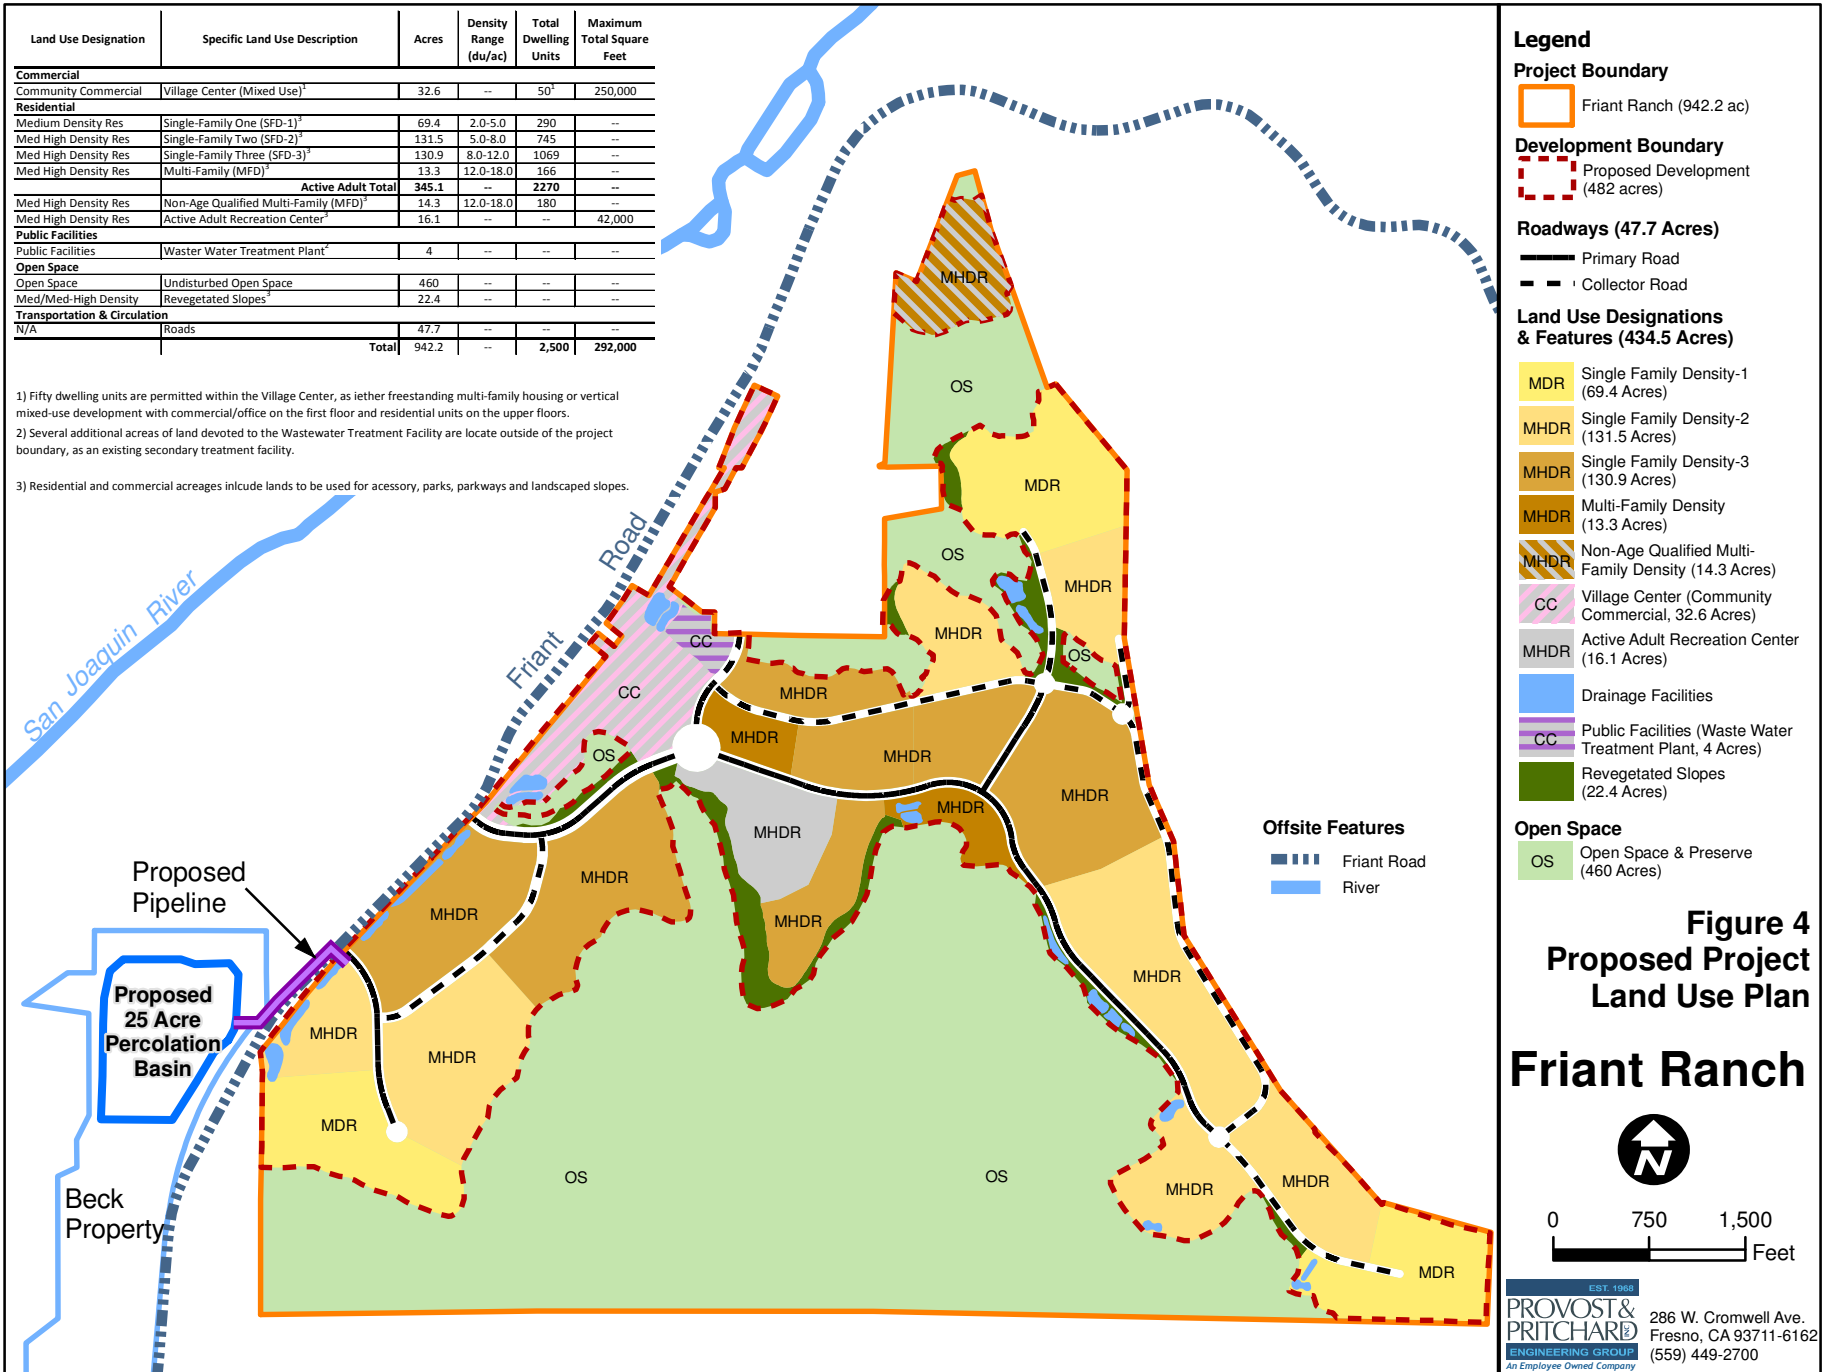 Land Use Designation | Specific Land Use Description | Acres | Density Range (du/ac) | Total Dwelling Units | Maximum Total Square Feet
Commercial
Community Commercial | Village Center (Mixed Use)1 | 32.6 | -- | 501 | 250,000
Residential
Medium Density Res | Single-Family One (SFD-1)3 | 69.4 | 2.0-5.0 | 290 | --
Med High Density Res | Single-Family Two (SFD-2)3 | 131.5 | 5.0-8.0 | 745 | --
Med High Density Res | Single-Family Three (SFD-3)3 | 130.9 | 8.0-12.0 | 1069 | --
Med High Density Res | Multi-Family (MFD)3 | 13.3 | 12.0-18.0 | 166 | --
Active Adult Total | 345.1 | -- | 2270 | --
Med High Density Res | Non-Age Qualified Multi-Family (MFD)3 | 14.3 | 12.0-18.0 | 180 | --
Med High Density Res | Active Adult Recreation Center3 | 16.1 | -- | -- | 42,000
Public Facilities
Public Facilities | Waster Water Treatment Plant2 | 4 | -- | -- | --
Open Space
Open Space | Undisturbed Open Space | 460 | -- | -- | --
Med/Med-High Density | Revegetated Slopes3 | 22.4 | -- | -- | --
Transportation & Circulation
N/A | Roads | 47.7 | -- | -- | --
Total | 942.2 | -- | 2,500 | 292,000
1) Fifty dwelling units are permitted within the Village Center, as iether freestanding multi-family housing or vertical
mixed-use development with commercial/office on the first floor and residential units on the upper floors.
2) Several additional acreas of land devoted to the Wastewater Treatment Facility are locate outside of the project
boundary, as an existing secondary treatment facility.
3) Residential and commercial acreages inlcude lands to be used for acessory, parks, parkways and landscaped slopes.
San Joaquin River
Friant Road
MHDR
OS
MDR
OS
MHDR
MHDR
OS
CC
CC
MHDR
OS
MHDR
MHDR
MHDR
MHDR
MHDR
MHDR
MHDR
MHDR
MHDR
MHDR
MHDR
MHDR
MDR
OS
OS
MHDR
MHDR
MDR
Proposed
Pipeline
Proposed
25 Acre
Percolation
Basin
Beck
Property
Offsite Features
Friant Road
River
Legend
Project Boundary
Friant Ranch (942.2 ac)
Development Boundary
Proposed Development
(482 acres)
Roadways (47.7 Acres)
Primary Road
Collector Road
Land Use Designations
& Features (434.5 Acres)
MDR Single Family Density-1
(69.4 Acres)
MHDR Single Family Density-2
(131.5 Acres)
MHDR Single Family Density-3
(130.9 Acres)
MHDR Multi-Family Density
(13.3 Acres)
MHDR Non-Age Qualified Multi-
Family Density (14.3 Acres)
CC Village Center (Community
Commercial, 32.6 Acres)
MHDR Active Adult Recreation Center
(16.1 Acres)
Drainage Facilities
CC Public Facilities (Waste Water
Treatment Plant, 4 Acres)
Revegetated Slopes
(22.4 Acres)
Open Space
OS Open Space & Preserve
(460 Acres)
Figure 4
Proposed Project
Land Use Plan
Friant Ranch
N
0 750 1,500
Feet
EST. 1968
PROVOST&
PRITCHARD INC
ENGINEERING GROUP
An Employee Owned Company
286 W. Cromwell Ave.
Fresno, CA 93711-6162
(559) 449-2700